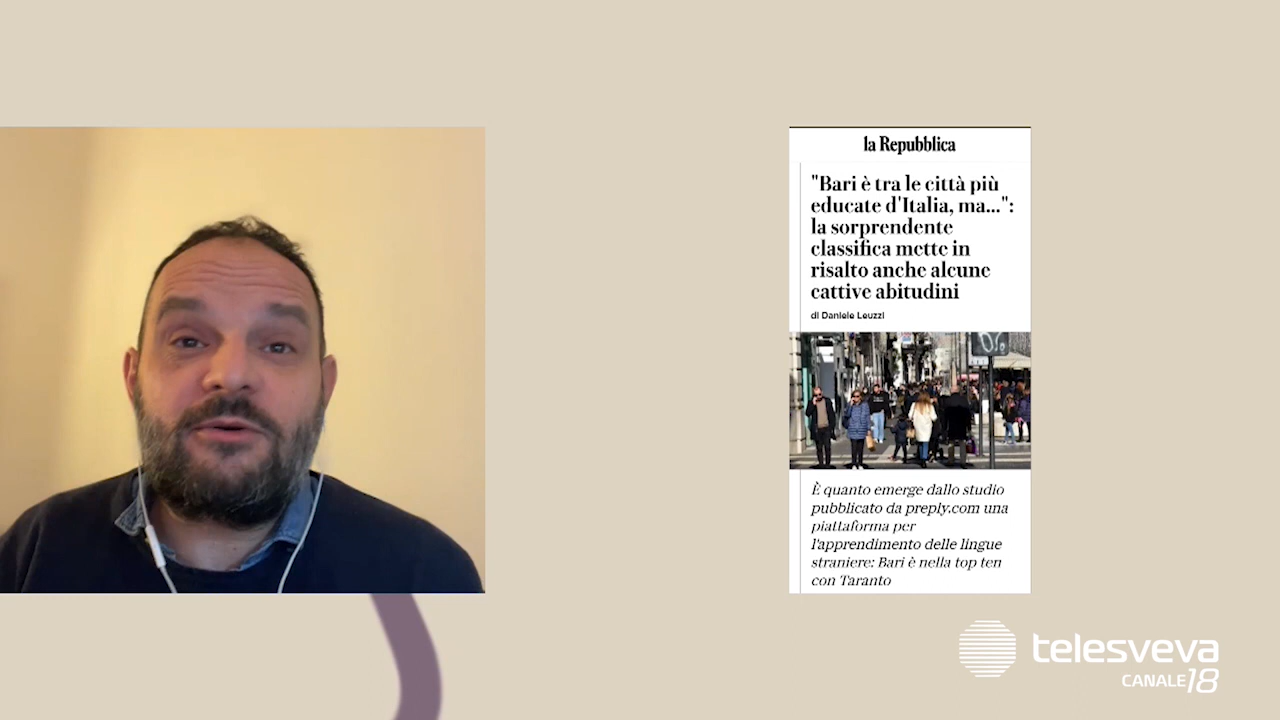 la Repubblica
"Bari è tra le città più
educate d'Italia, ma...":
la sorprendente
classifica mette in
risalto anche alcune
cattive abitudini
di Daniele Leuzzi
È quanto emerge dallo studio
pubblicato da preply.com una
piattaforma per
l'apprendimento delle lingue
straniere: Bari è nella top ten
con Taranto
telesveva
CANALE 18